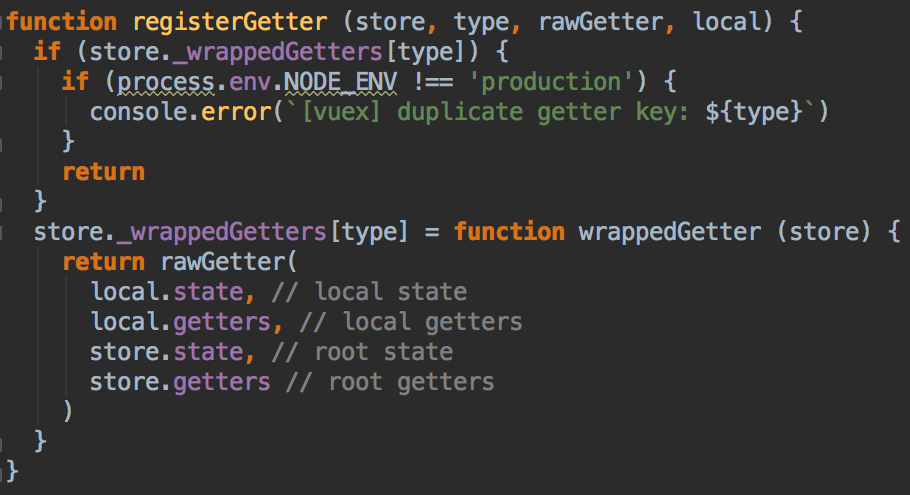 function registerGetter (store, type, rawGetter, local) {
  if (store._wrappedGetters[type]) {
    if (process.env.NODE_ENV !== 'production') {
      console.error(`[vuex] duplicate getter key: ${type}`)
    }
    return
  }
  store._wrappedGetters[type] = function wrappedGetter (store) {
    return rawGetter(
      local.state, // local state
      local.getters, // local getters
      store.state, // root state
      store.getters // root getters
    )
  }
}